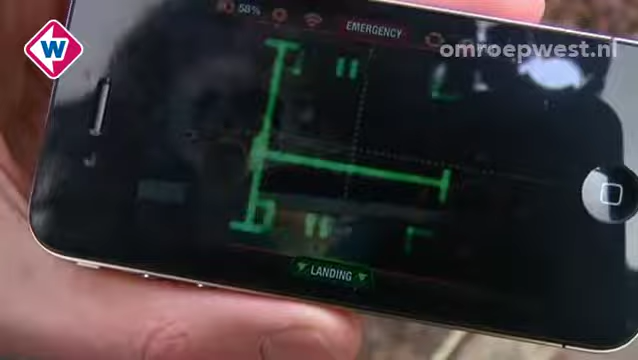 W
58%
EMERGENCY
omroepwest.nl
LANDING